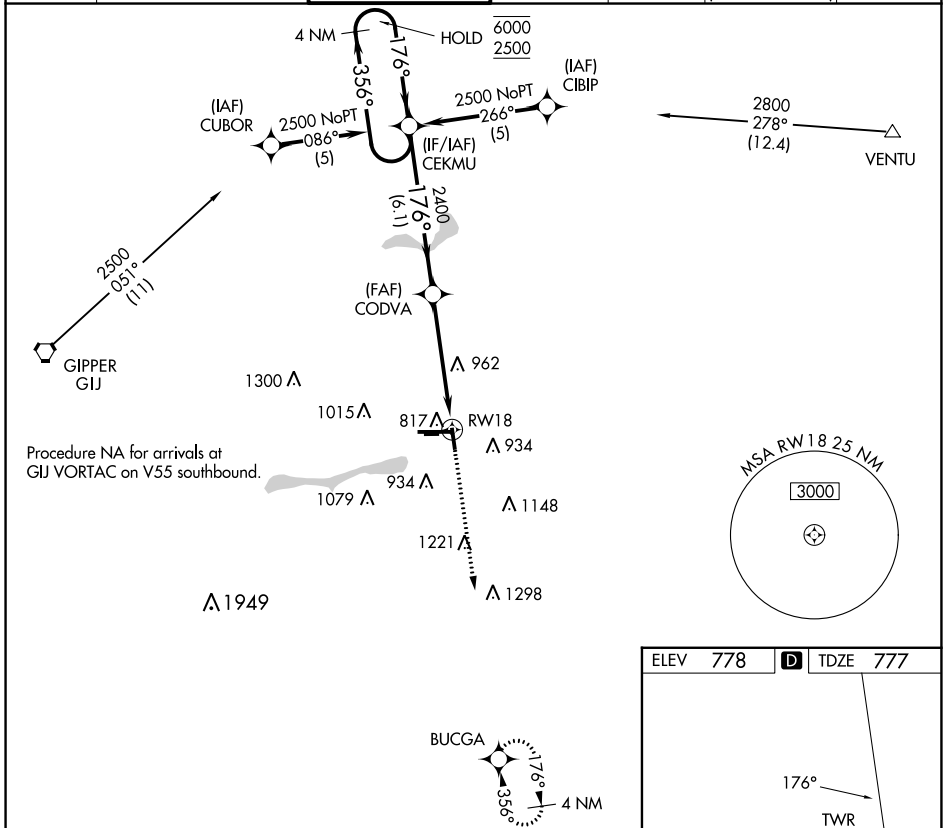 4 NM
HOLD
6000
2500
176°
356°
(IAF)
CUBOR
2500 NoPT
086°
(5)
(IAF)
CIBIP
2500 NoPT
266°
(5)
(IF/IAF)
CEKMU
2800
278°
(12.4)
VENTU
2400
176°
(6.1)
2500
051°
(11)
(FAF)
CODVA
GIPPER
GIJ
962
1300
1015
817
RW18
934
Procedure NA for arrivals at
GIJ VORTAC on V55 southbound.
934
1079
1148
1221
1298
1949
MSA RW18 25 NM
3000
ELEV 778 D TDZE 777
BUCGA
176°
356°
4 NM
176°
TWR